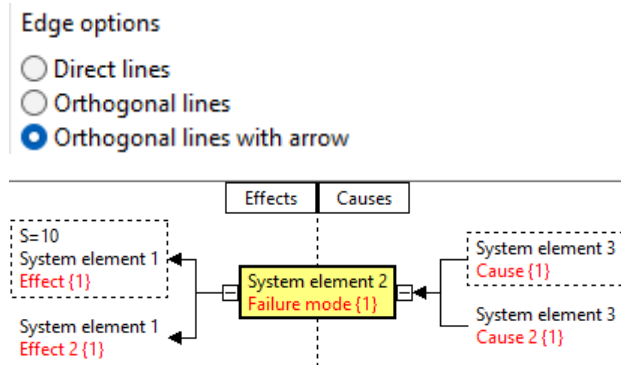 Edge options
Direct lines
Orthogonal lines
Orthogonal lines with arrow
Effects
Causes
S=10
System element 1
Effect {1}
System element 1
Effect 2 {1}
System element 2
Failure mode {1}
System element 3
Cause {1}
System element 3
Cause 2 {1}